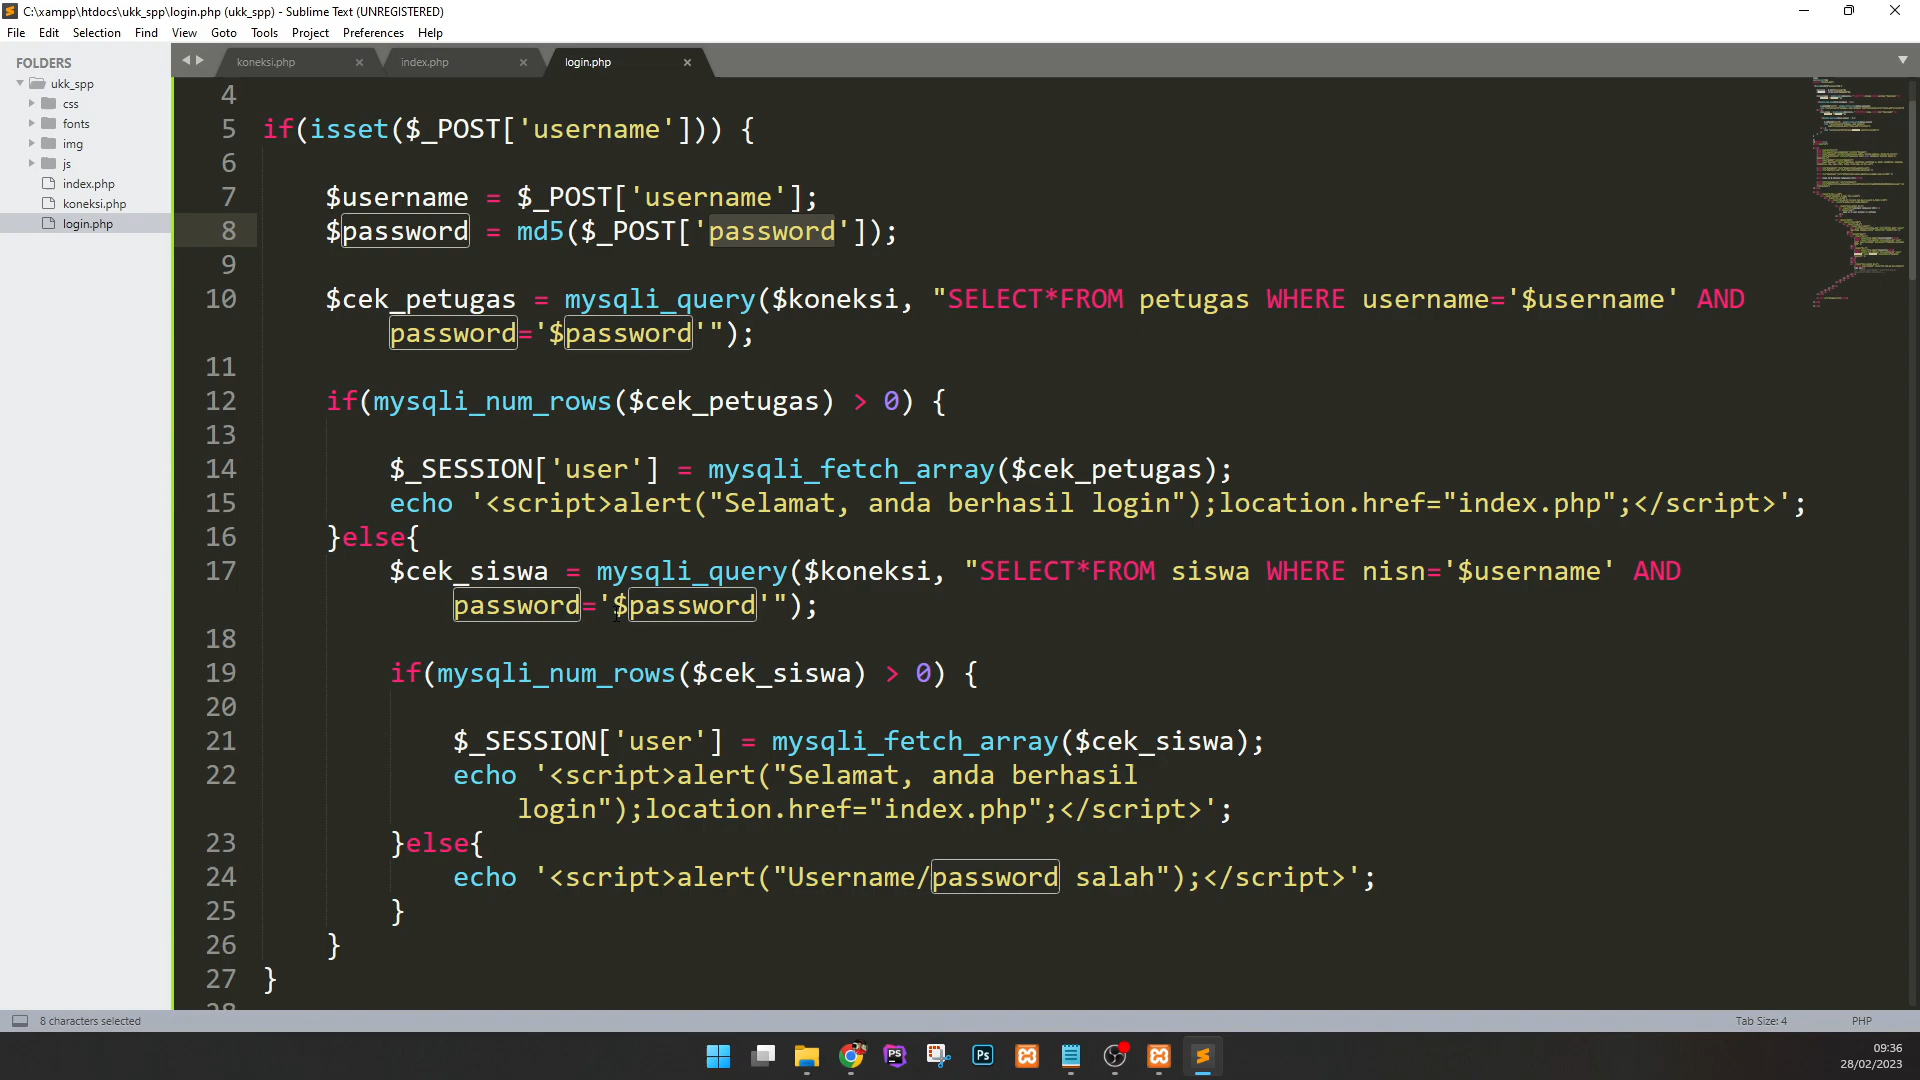 C:\xampp\htdocs\ukk_spp\login.php (ukk_spp) - Sublime Text (UNREGISTERED)
File Edit Selection Find View Goto Tools Project Preferences Help
FOLDERS
ukk_spp
css
fonts
img
js
index.php
koneksi.php
login.php
koneksi.php
index.php
login.php
4
5 if(isset($_POST['username'])) {
6
7 $username = $_POST['username'];
8 $password = md5($_POST['password']);
9
10 $cek_petugas = mysqli_query($koneksi, "SELECT*FROM petugas WHERE username='$username' AND
password='$password'");
11
12 if(mysqli_num_rows($cek_petugas) > 0) {
13
14 $_SESSION['user'] = mysqli_fetch_array($cek_petugas);
15 echo '<script>alert("Selamat, anda berhasil login");location.href="index.php";</script>';
16 }else{
17 $cek_siswa = mysqli_query($koneksi, "SELECT*FROM siswa WHERE nisn='$username' AND
password='$password'");
18
19 if(mysqli_num_rows($cek_siswa) > 0) {
20
21 $_SESSION['user'] = mysqli_fetch_array($cek_siswa);
22 echo '<script>alert("Selamat, anda berhasil
login");location.href="index.php";</script>';
23 }else{
24 echo '<script>alert("Username/password salah");</script>';
25 }
26 }
27 }
8 characters selected
Tab Size: 4
PHP
PS
Ps
09:36
28/02/2023